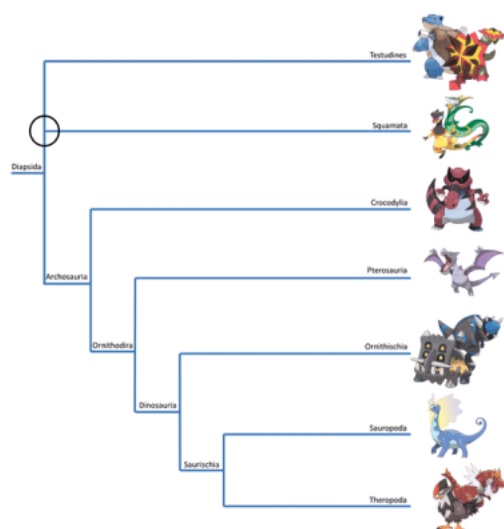 Testudines
Squamata
Diapsida
Crocodylia
Archosauria
Pterosauria
Ornithodira
Ornithischia
Dinosauria
Sauropoda
Saurischia
Theropoda